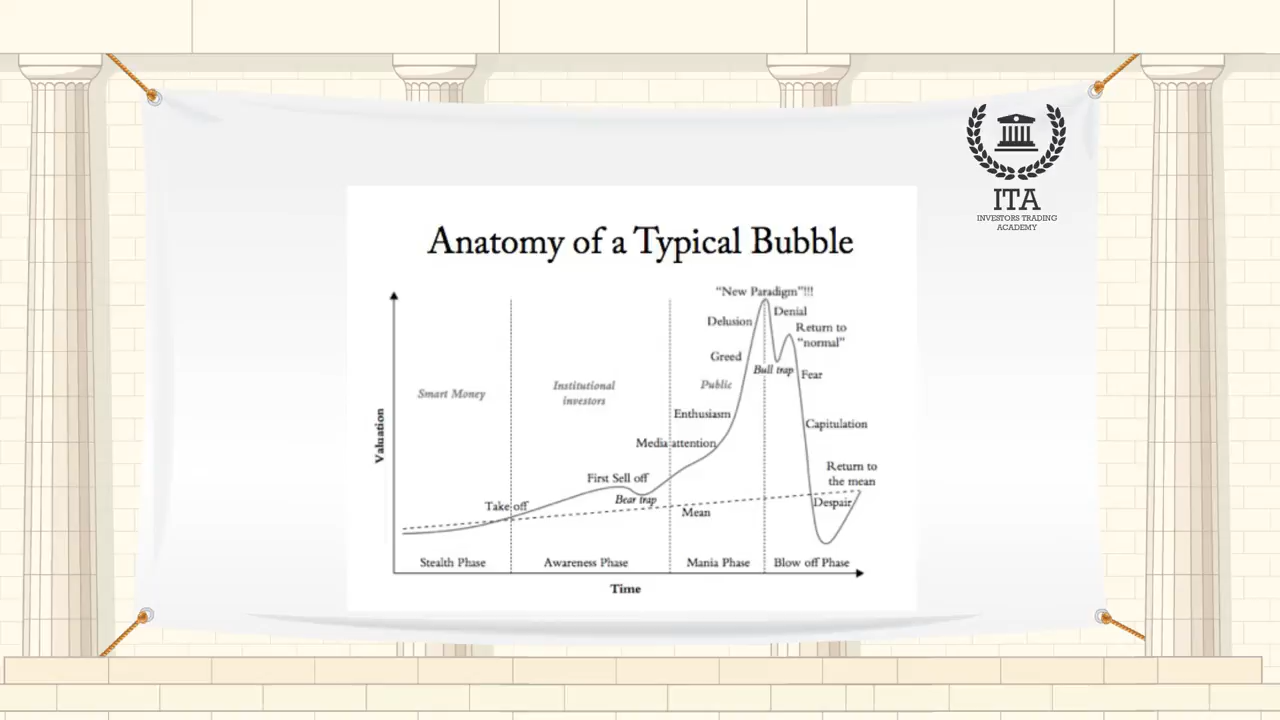 ITA
INVESTORS TRADING
ACADEMY
Anatomy of a Typical Bubble
"New Paradigm"!!!
Delusion
Denial
Return to
"normal"
Greed
Bull trap
Fear
Smart Money
Institutional
investors
Public
Enthusiasm
Capitulation
Media attention
Valuation
First Sell off
Return to
the mean
Take off
Bear trap
Mean
Despair
Stealth Phase
Awareness Phase
Mania Phase
Blow off Phase
Time